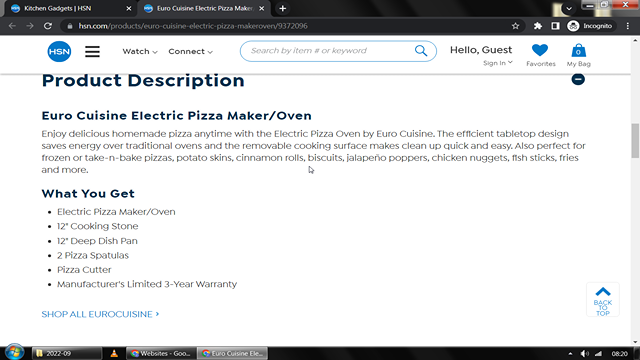 Kitchen Gadgets | HSN
Euro Cuisine Electric Pizza Maker
hsn.com/products/euro-cuisine-electric-pizza-makeroven/9372096
Incognito
HSN
Watch
Connect
Search by item # or keyword
Hello, Guest
Sign In
Favorites
0
My Bag
Product Description
Euro Cuisine Electric Pizza Maker/Oven
Enjoy delicious homemade pizza anytime with the Electric Pizza Oven by Euro Cuisine. The efficient tabletop design
saves energy over traditional ovens and the removable cooking surface makes clean up quick and easy. Also perfect for
frozen or take-n-bake pizzas, potato skins, cinnamon rolls, biscuits, jalapeño poppers, chicken nuggets, fish sticks, fries
and more.
What You Get
• Electric Pizza Maker/Oven
• 12" Cooking Stone
• 12" Deep Dish Pan
• 2 Pizza Spatulas
• Pizza Cutter
• Manufacturer's Limited 3-Year Warranty
SHOP ALL EUROCUISINE >
BACK
TO
TOP
2022-09
Websites - Goo...
Euro Cuisine Ele...
08:20